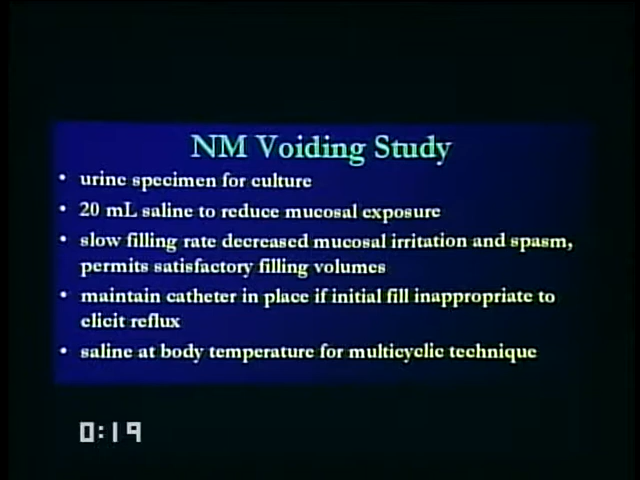 NM Voiding Study
• urine specimen for culture
• 20 mL saline to reduce mucosal exposure
• slow filling rate decreased mucosal irritation and spasm,
permits satisfactory filling volumes
• maintain catheter in place if initial fill inappropriate to
elicit reflux
• saline at body temperature for multicyclic technique
0:19